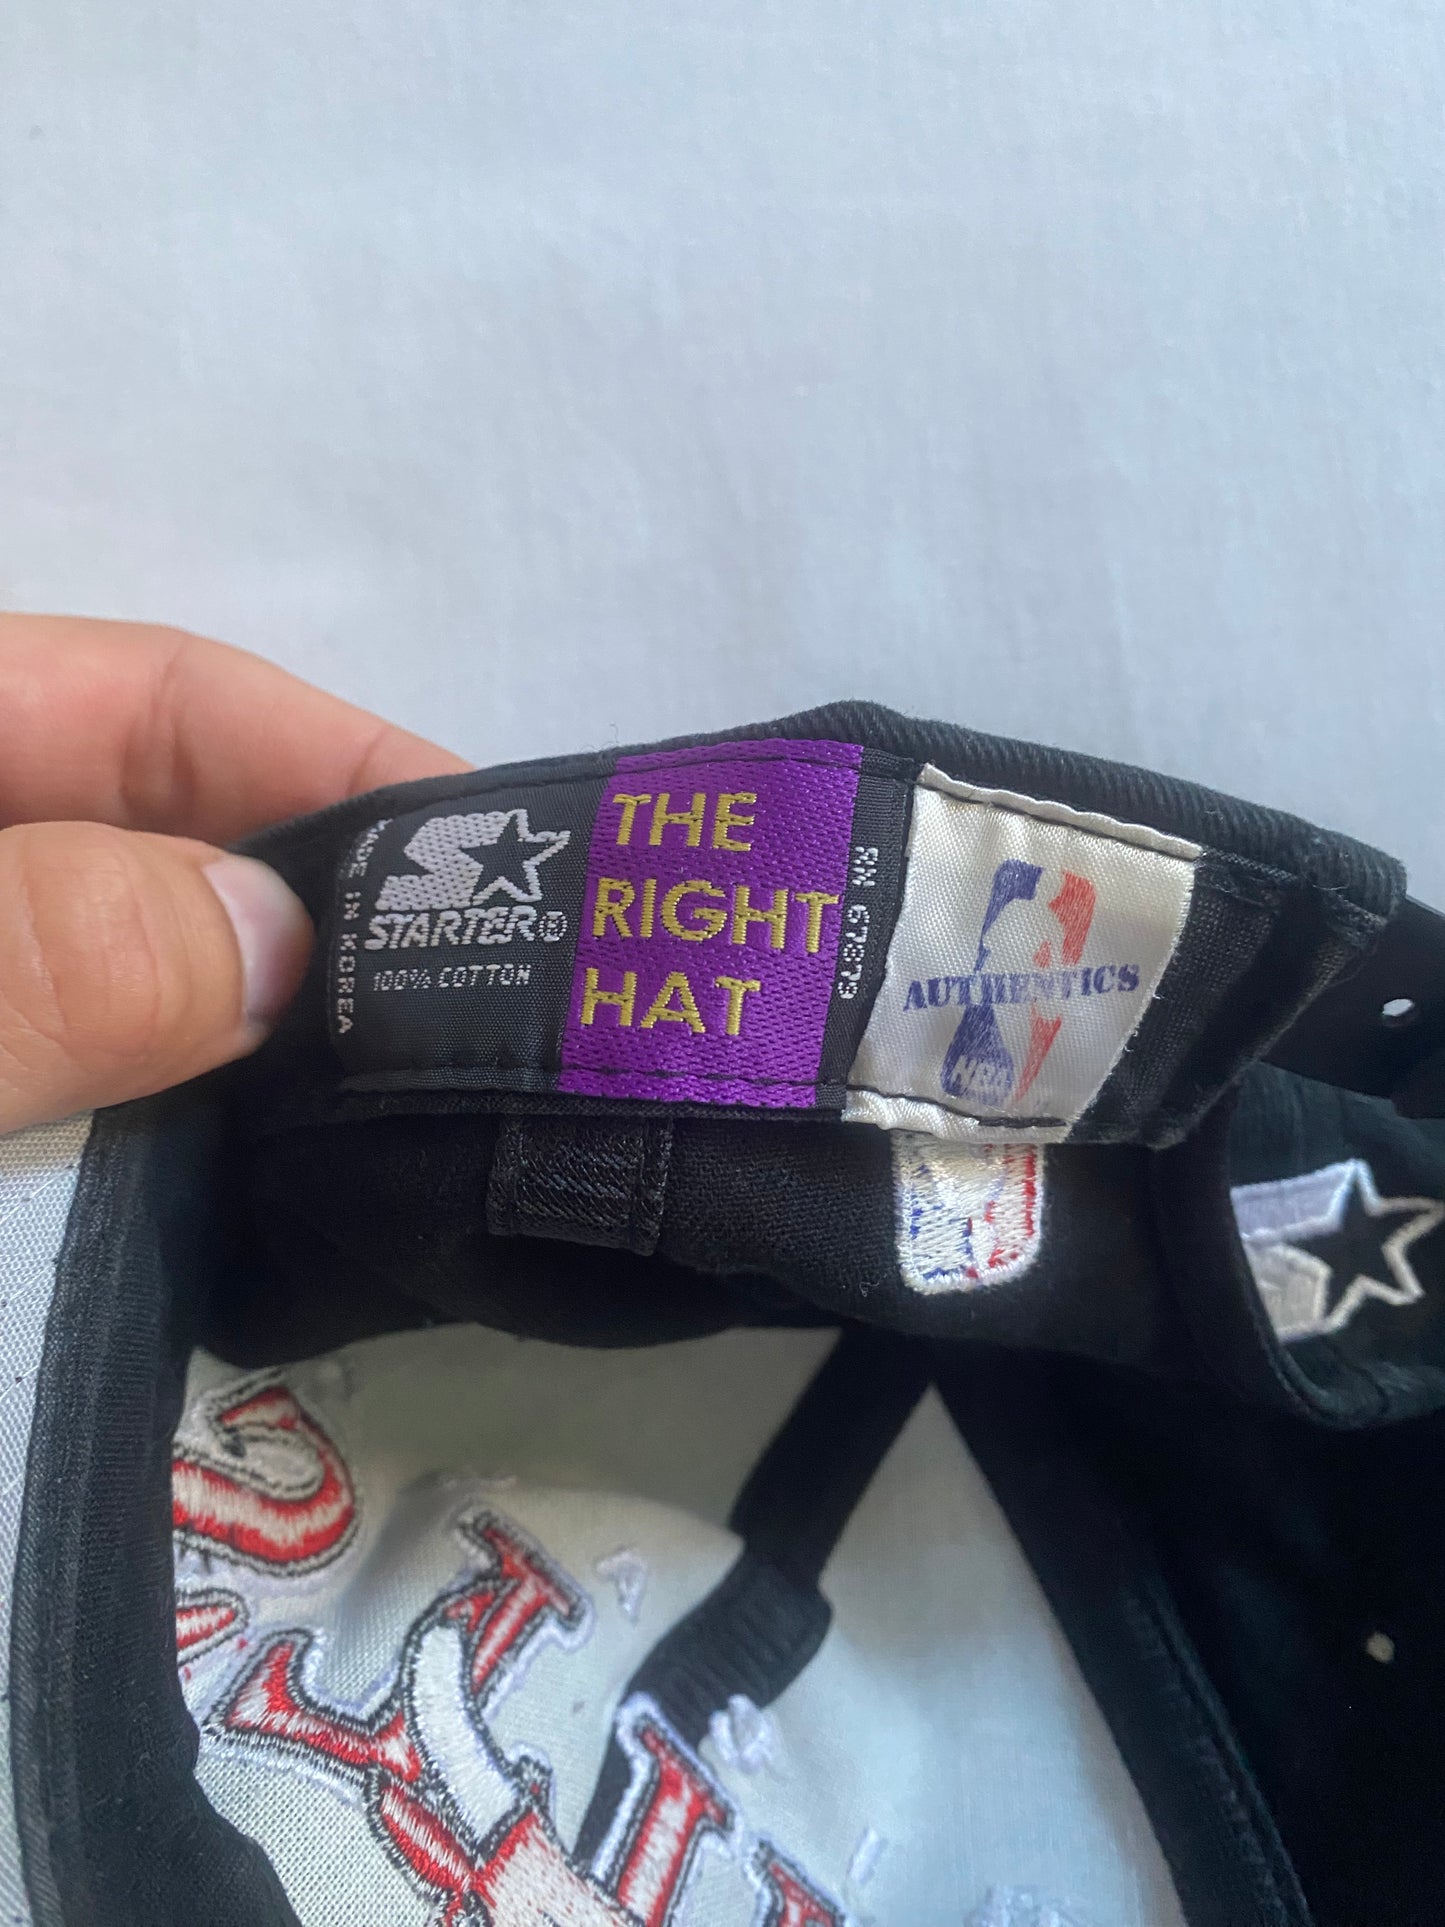 MADE IN KOREA
STARTER®
100% COTTON
THE
RIGHT
HAT
RN 67873
AUTHENTICS
NBA